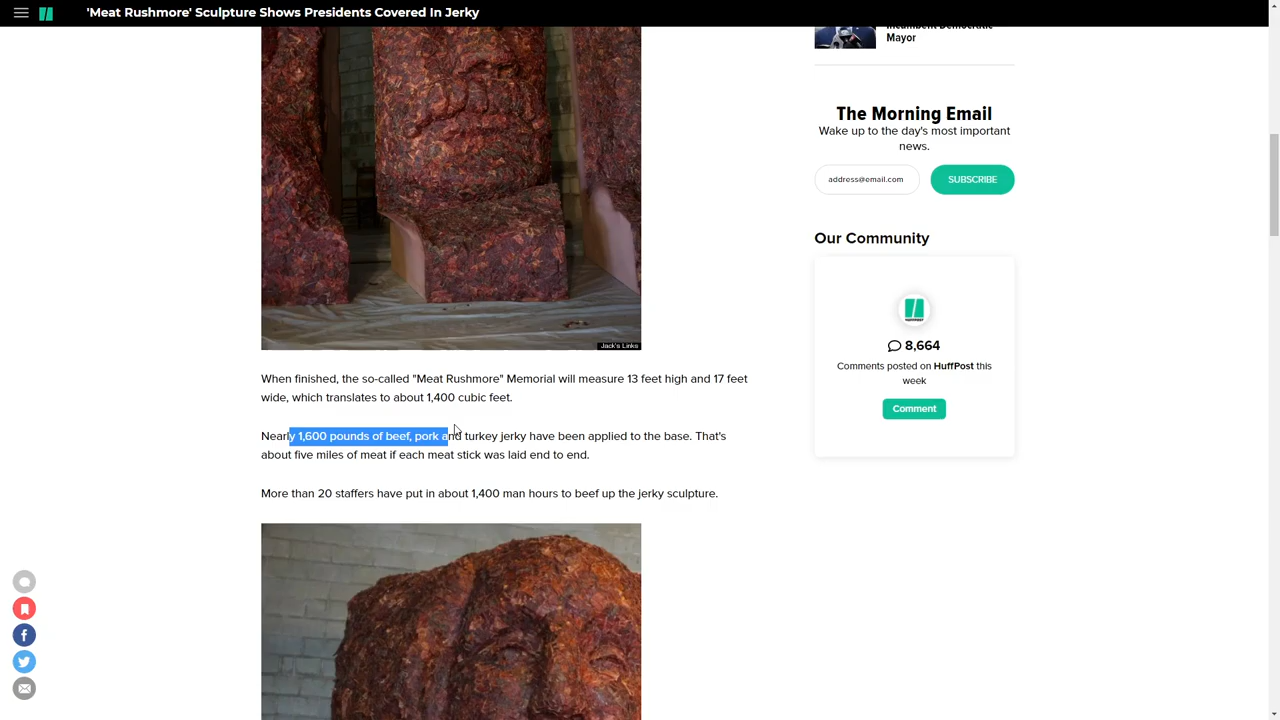 'Meat Rushmore' Sculpture Shows Presidents Covered In Jerky
Incumbent Democratic
Mayor
The Morning Email
Wake up to the day's most important
news.
address@email.com
SUBSCRIBE
Our Community
HUFFPOST
8,664
Comments posted on HuffPost this
week
Comment
Jack's Links
When finished, the so-called "Meat Rushmore" Memorial will measure 13 feet high and 17 feet
wide, which translates to about 1,400 cubic feet.
Nearly 1,600 pounds of beef, pork and turkey jerky have been applied to the base. That's
about five miles of meat if each meat stick was laid end to end.
More than 20 staffers have put in about 1,400 man hours to beef up the jerky sculpture.